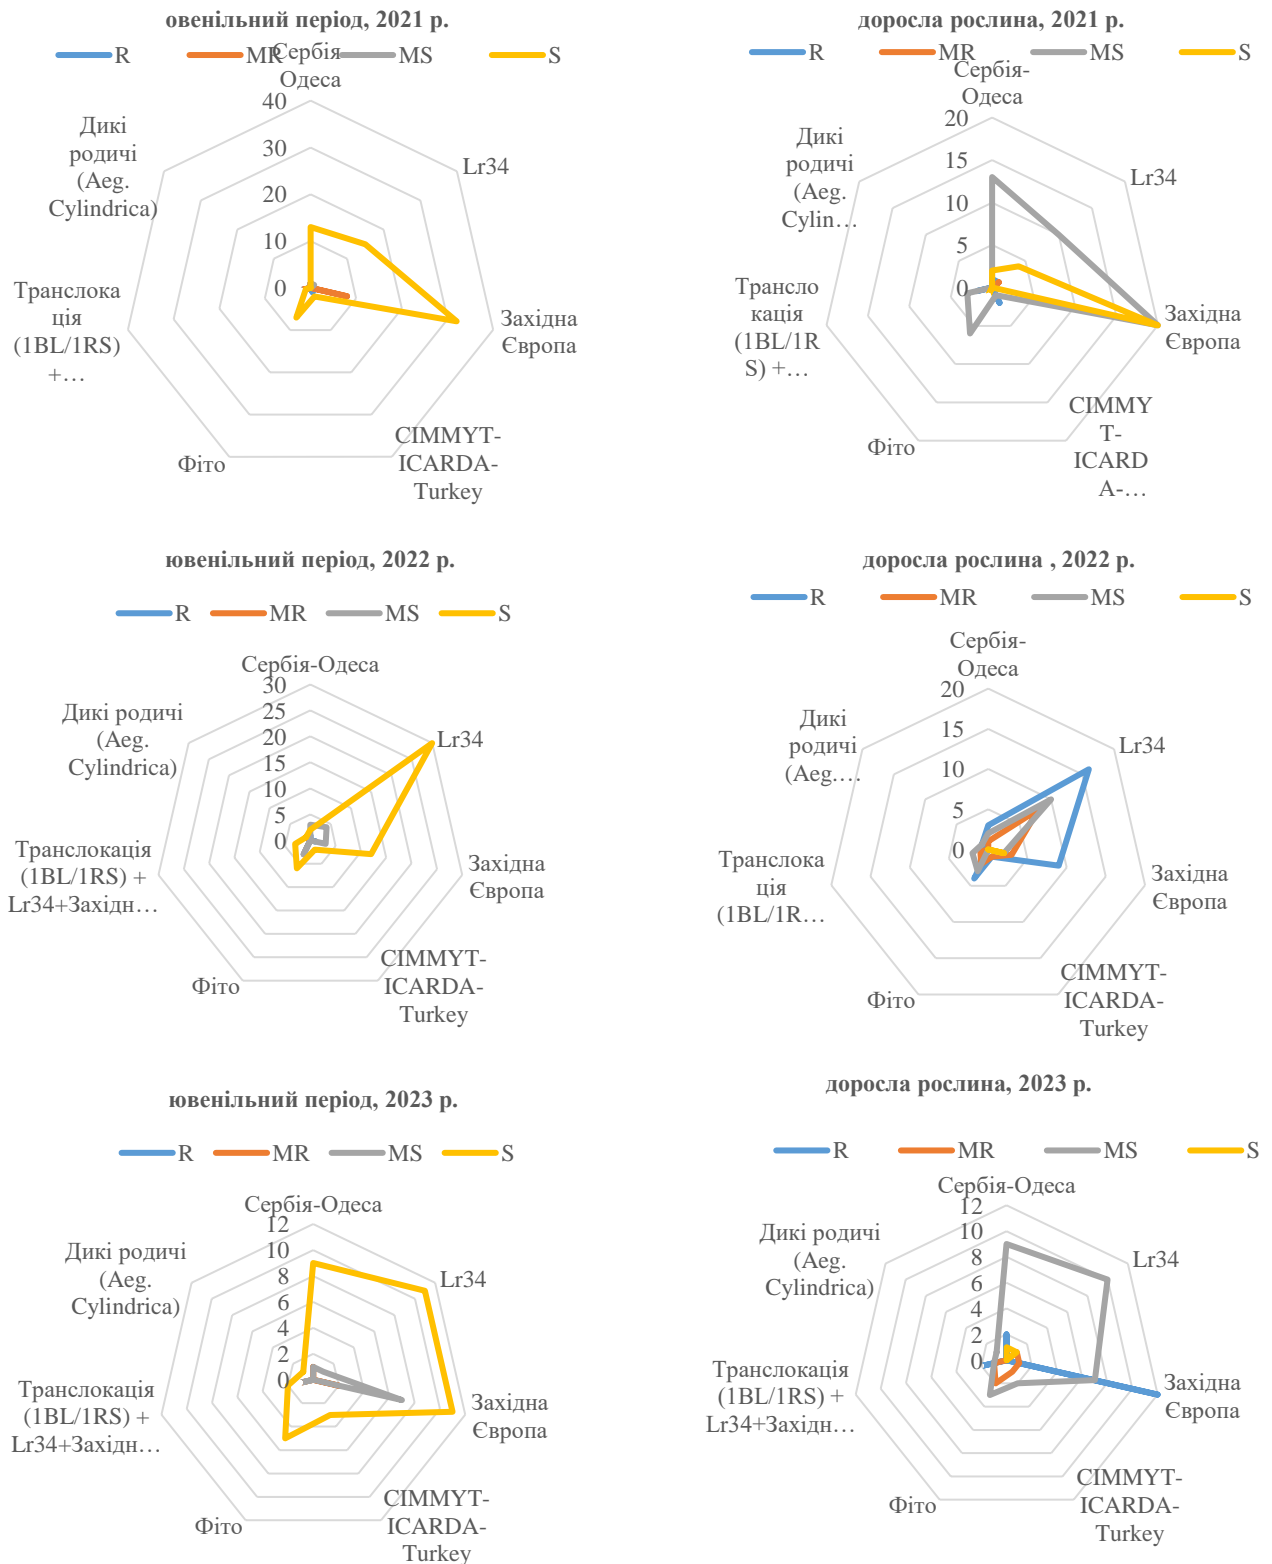 овенільний період, 2021 р.
R MR MS S
Сербія
Одеса
40
30
20
10
0
Lr34
Західна
Європа
CIMMYT-
ICARDA-
Turkey
Фіто
Транслока
ція
(1BL/1RS)
+…
Дикі
родичі
(Aeg.
Cylindrica)
доросла рослина, 2021 р.
R MR MS S
Сербія-
Одеса
20
15
10
5
0
Lr34
Західна
Європа
CIMMY
T-
ICARD
A-…
Фіто
Трансло
кація
(1BL/1R
S) +…
Дикі
родичі
(Aeg.
Cylin…
ювенільний період, 2022 р.
R MR MS S
Сербія-Одеса
30
25
20
15
10
5
0
Lr34
Західна
Європа
CIMMYT-
ICARDA-
Turkey
Фіто
Транслокація
(1BL/1RS) +
Lr34+Західн…
Дикі родичі
(Aeg.
Cylindrica)
доросла рослина , 2022 р.
R MR MS S
Сербія-
Одеса
20
15
10
5
0
Lr34
Західна
Європа
CIMMYT-
ICARDA-
Turkey
Фіто
Транслока
ція
(1BL/1R…
Дикі
родичі
(Aeg.…
ювенільний період, 2023 р.
R MR MS S
Сербія-Одеса
12
10
8
6
4
2
0
Lr34
Західна
Європа
CIMMYT-
ICARDA-
Turkey
Фіто
Транслокація
(1BL/1RS) +
Lr34+Західн…
Дикі родичі
(Aeg.
Cylindrica)
доросла рослина, 2023 р.
R MR MS S
Сербія-Одеса
12
10
8
6
4
2
0
Lr34
Західна
Європа
CIMMYT-
ICARDA-
Turkey
Фіто
Транслокація
(1BL/1RS) +
Lr34+Західн…
Дикі родичі
(Aeg.
Cylindrica)